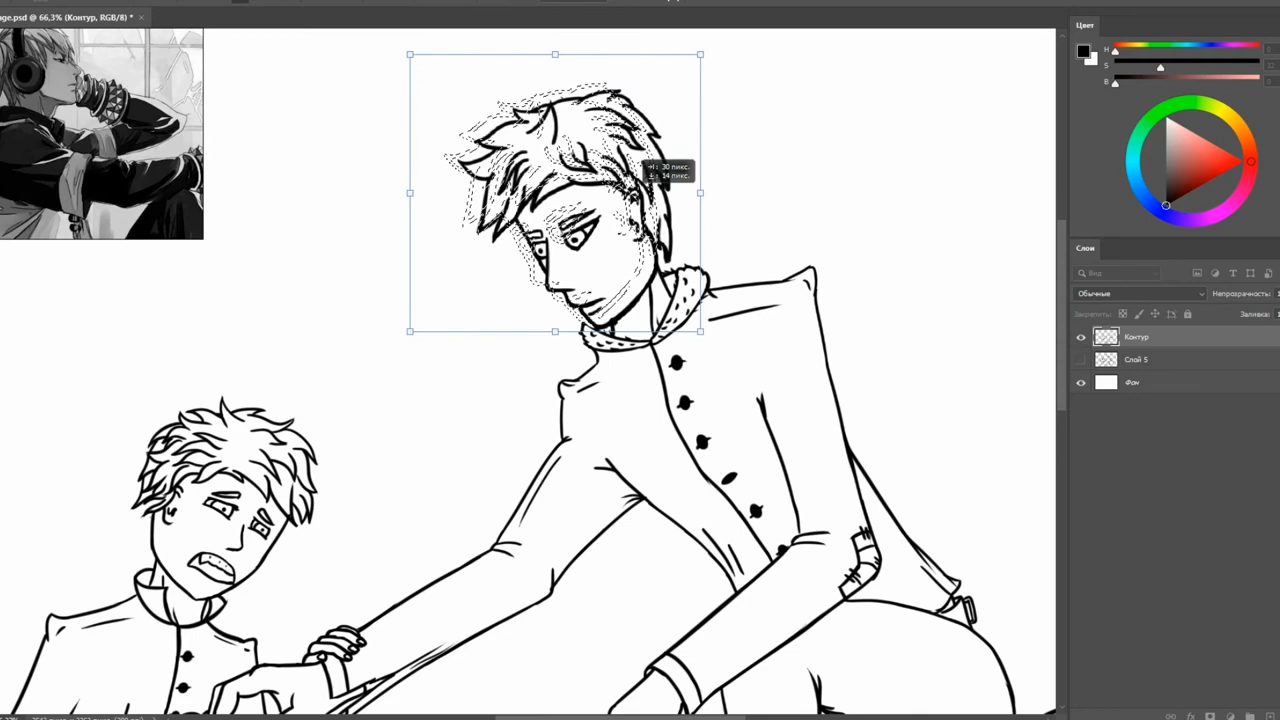 age.psd @ 66,3% (Контур, RGB/8) *
Цвет
H
S
B
→: 30 пикс.
↓: 14 пикс.
Слои
Вид
Обычные
Непрозрачность:
Закрепить:
Заливка:
Контур
Слой 5
Фон